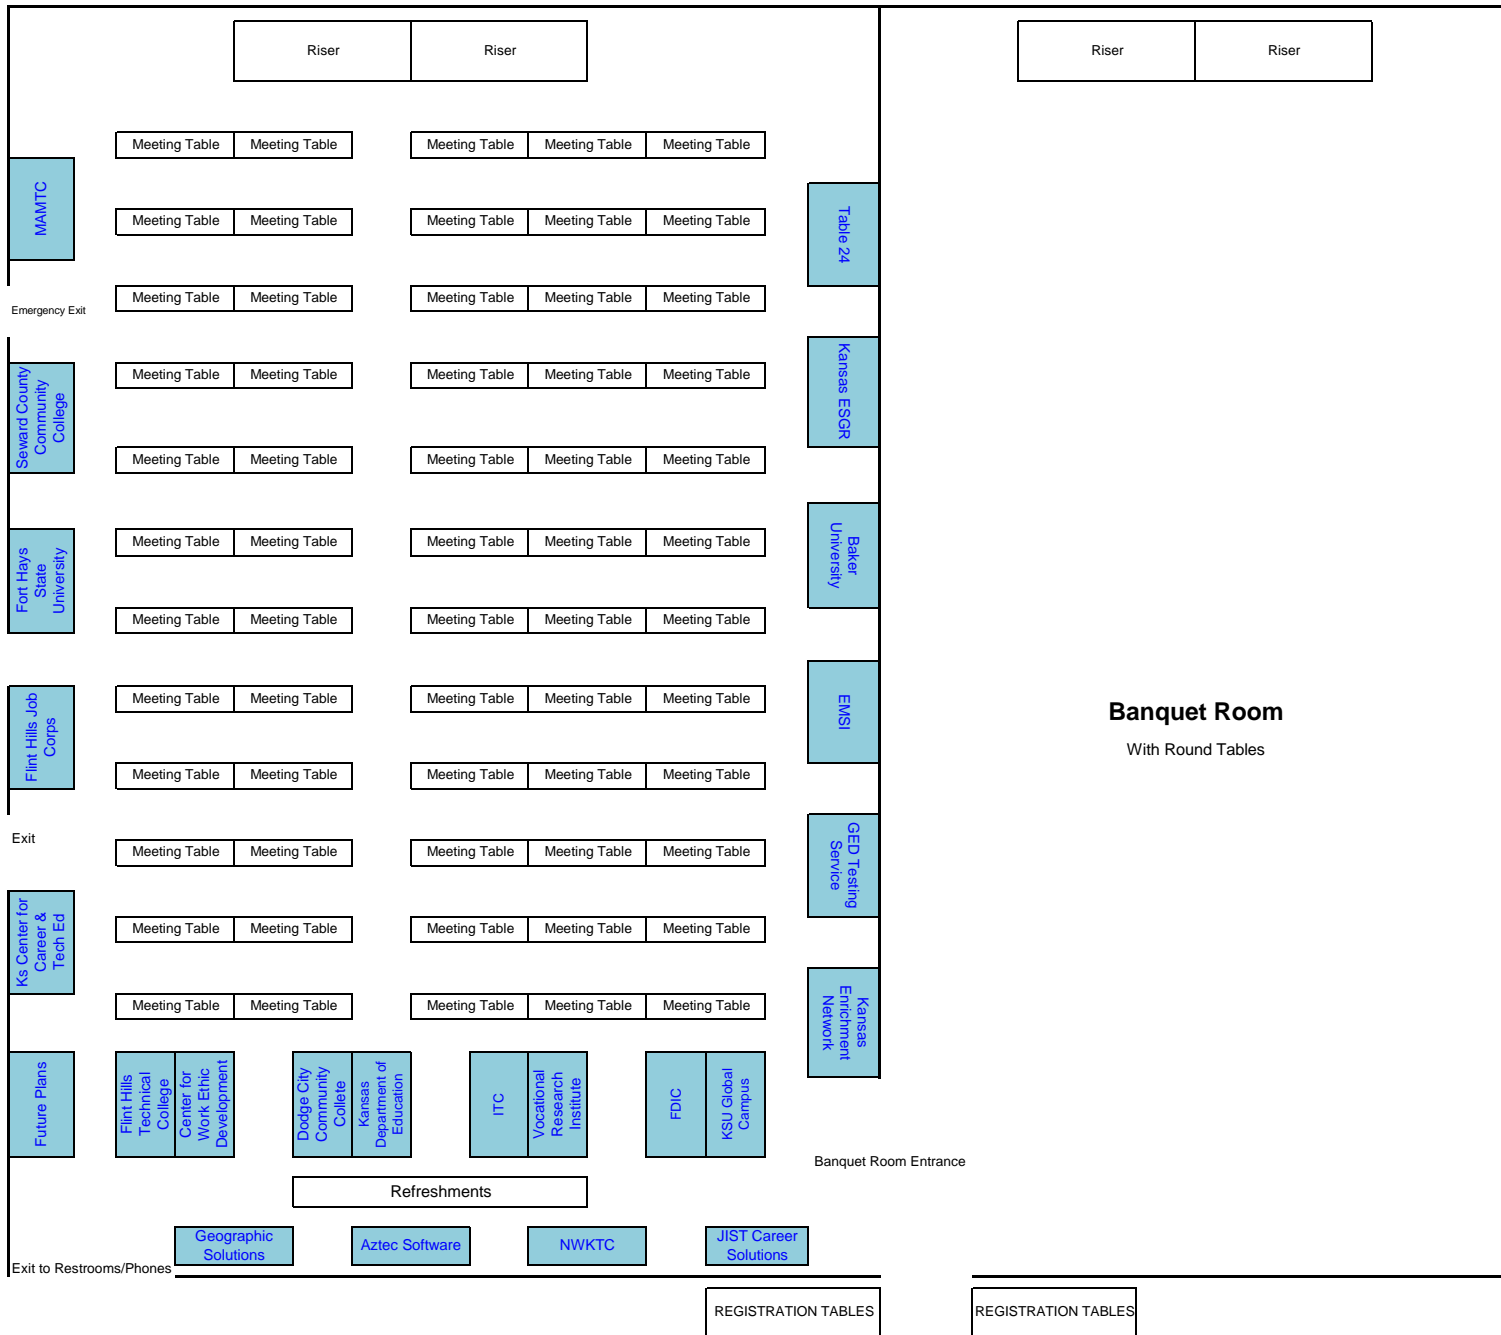 Riser
Riser
Riser
Riser
Meeting Table
Meeting Table
Meeting Table
Meeting Table
Meeting Table
MAMTC
Meeting Table
Meeting Table
Meeting Table
Meeting Table
Meeting Table
Table 24
Meeting Table
Meeting Table
Meeting Table
Meeting Table
Meeting Table
Emergency Exit
Seward County
Community
College
Meeting Table
Meeting Table
Meeting Table
Meeting Table
Meeting Table
Kansas ESGR
Meeting Table
Meeting Table
Meeting Table
Meeting Table
Meeting Table
Fort Hays
State
University
Meeting Table
Meeting Table
Meeting Table
Meeting Table
Meeting Table
Baker
University
Meeting Table
Meeting Table
Meeting Table
Meeting Table
Meeting Table
Flint Hills Job
Corps
Meeting Table
Meeting Table
Meeting Table
Meeting Table
Meeting Table
EMSI
Banquet Room
With Round Tables
Meeting Table
Meeting Table
Meeting Table
Meeting Table
Meeting Table
Exit
Meeting Table
Meeting Table
Meeting Table
Meeting Table
Meeting Table
GED Testing
Service
Ks Center for
Career &
Tech Ed
Meeting Table
Meeting Table
Meeting Table
Meeting Table
Meeting Table
Meeting Table
Meeting Table
Meeting Table
Meeting Table
Meeting Table
Kansas
Enrichment
Network
Future Plans
Flint Hills
Technical
College
Center for
Work Ethic
Development
Dodge City
Community
Collete
Kansas
Department of
Education
ITC
Vocational
Research
Institute
FDIC
KSU Global
Campus
Banquet Room Entrance
Refreshments
Geographic
Solutions
Aztec Software
NWKTC
JIST Career
Solutions
Exit to Restrooms/Phones
REGISTRATION TABLES
REGISTRATION TABLES